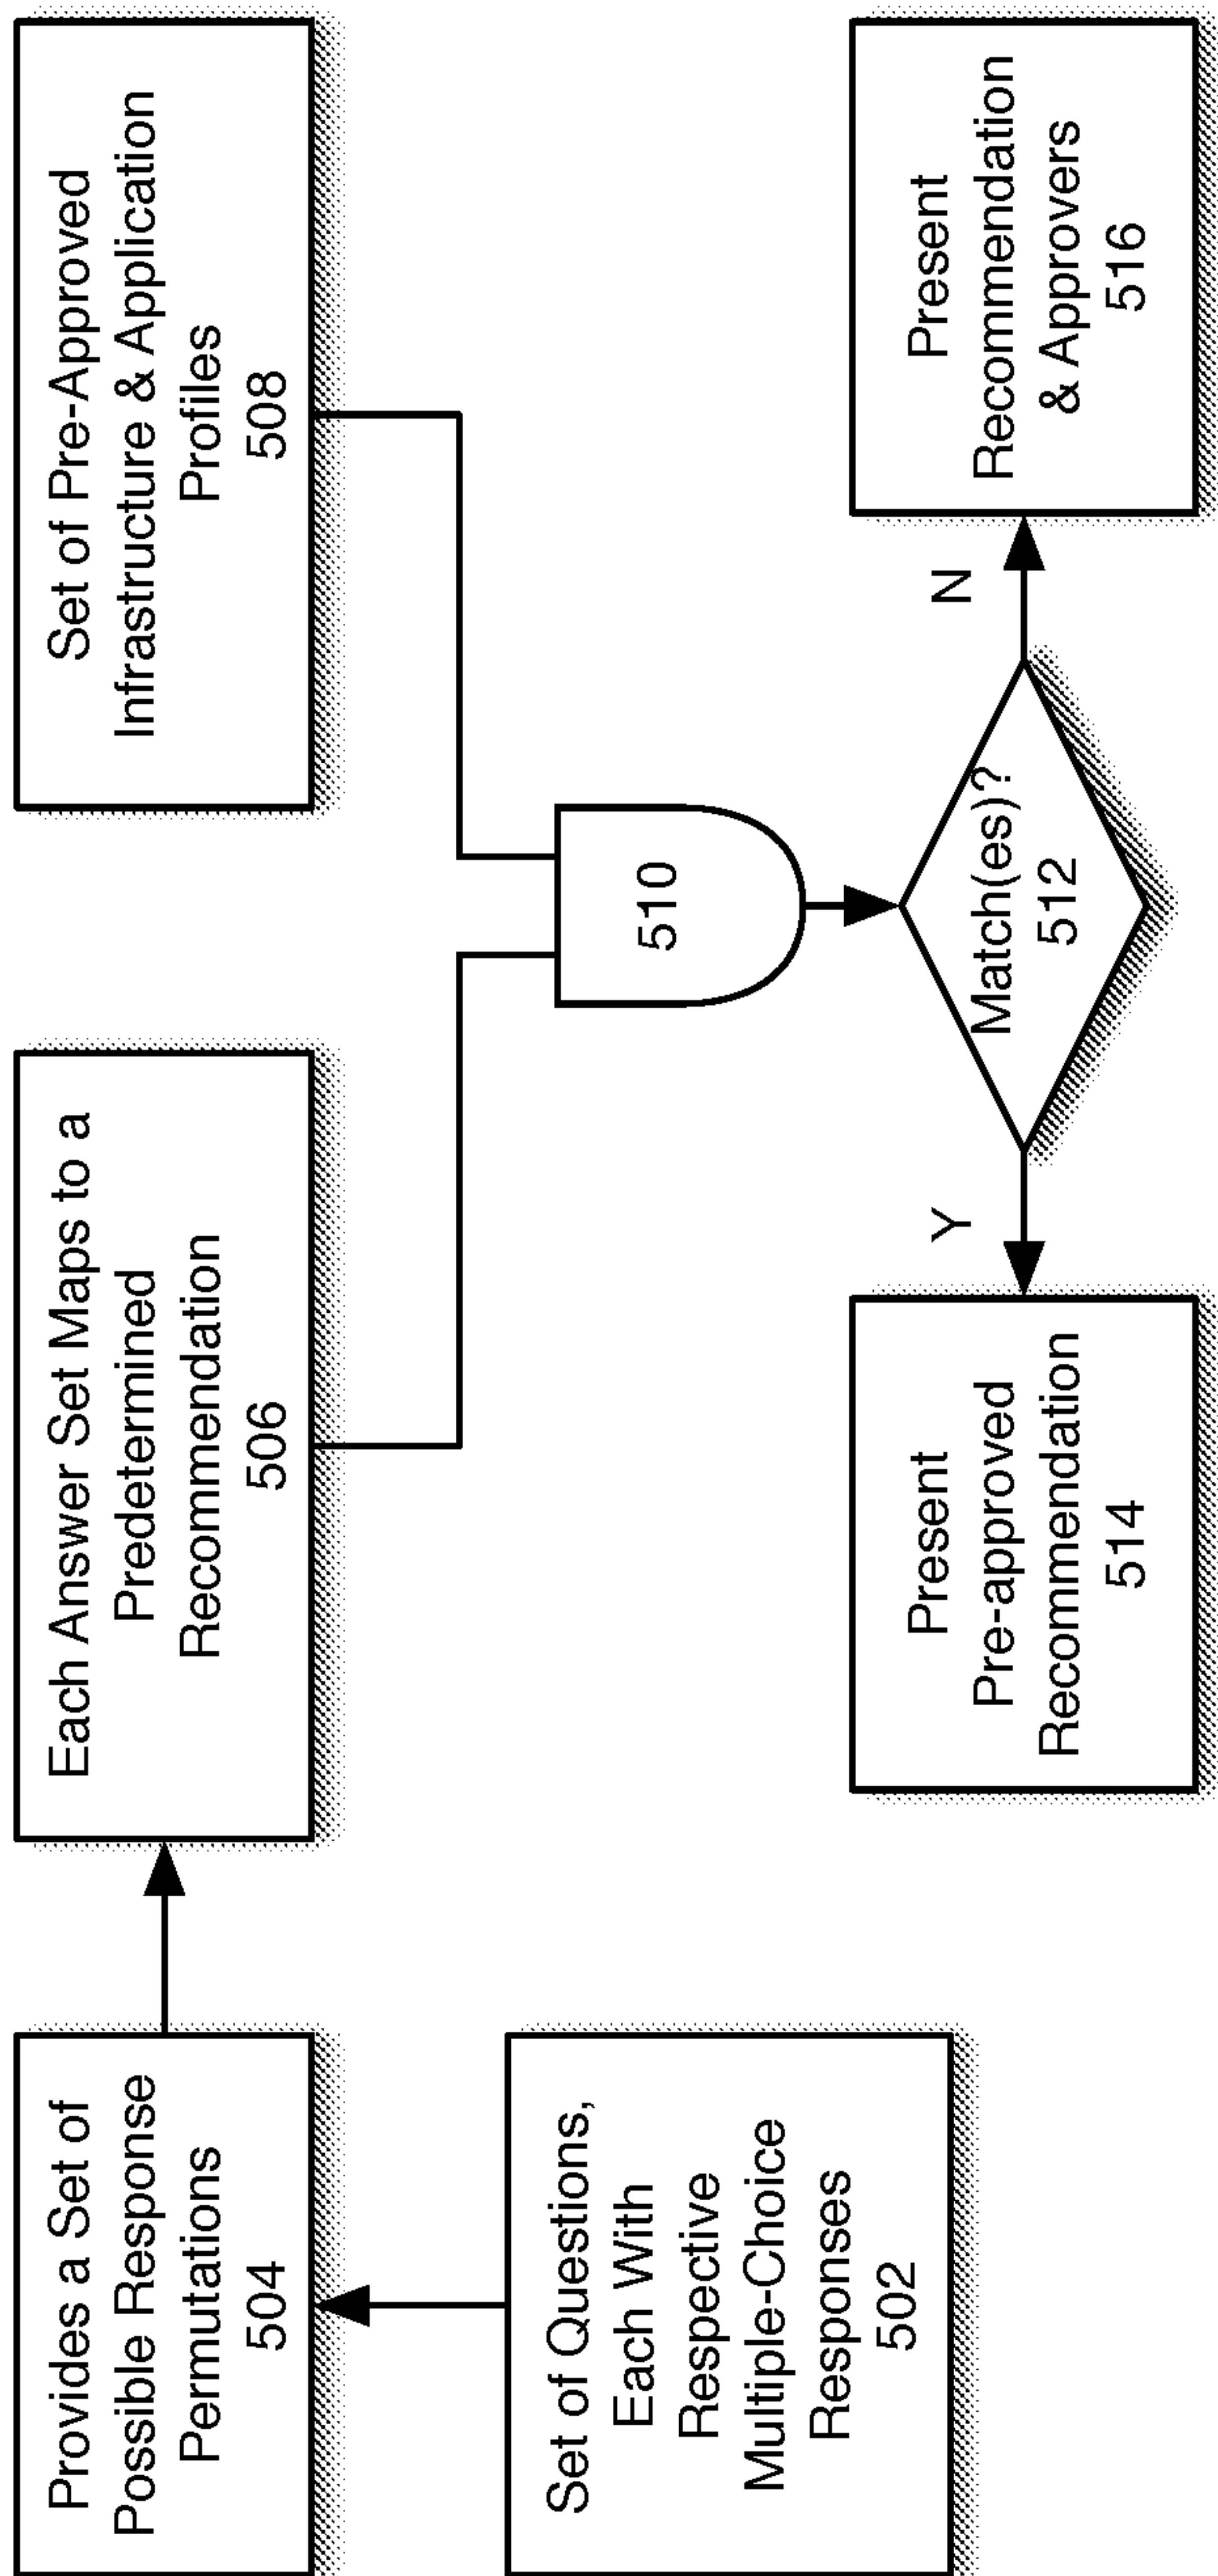 Provides a Set of
Possible Response
Permutations
504
Each Answer Set Maps to a
Predetermined
Recommendation
506
Set of Pre-Approved
Infrastructure & Application
Profiles
508
Set of Questions,
Each With
Respective
Multiple-Choice
Responses
502
510
Match(es)?
512
Y
N
Present
Pre-approved
Recommendation
514
Present
Recommendation
& Approvers
516